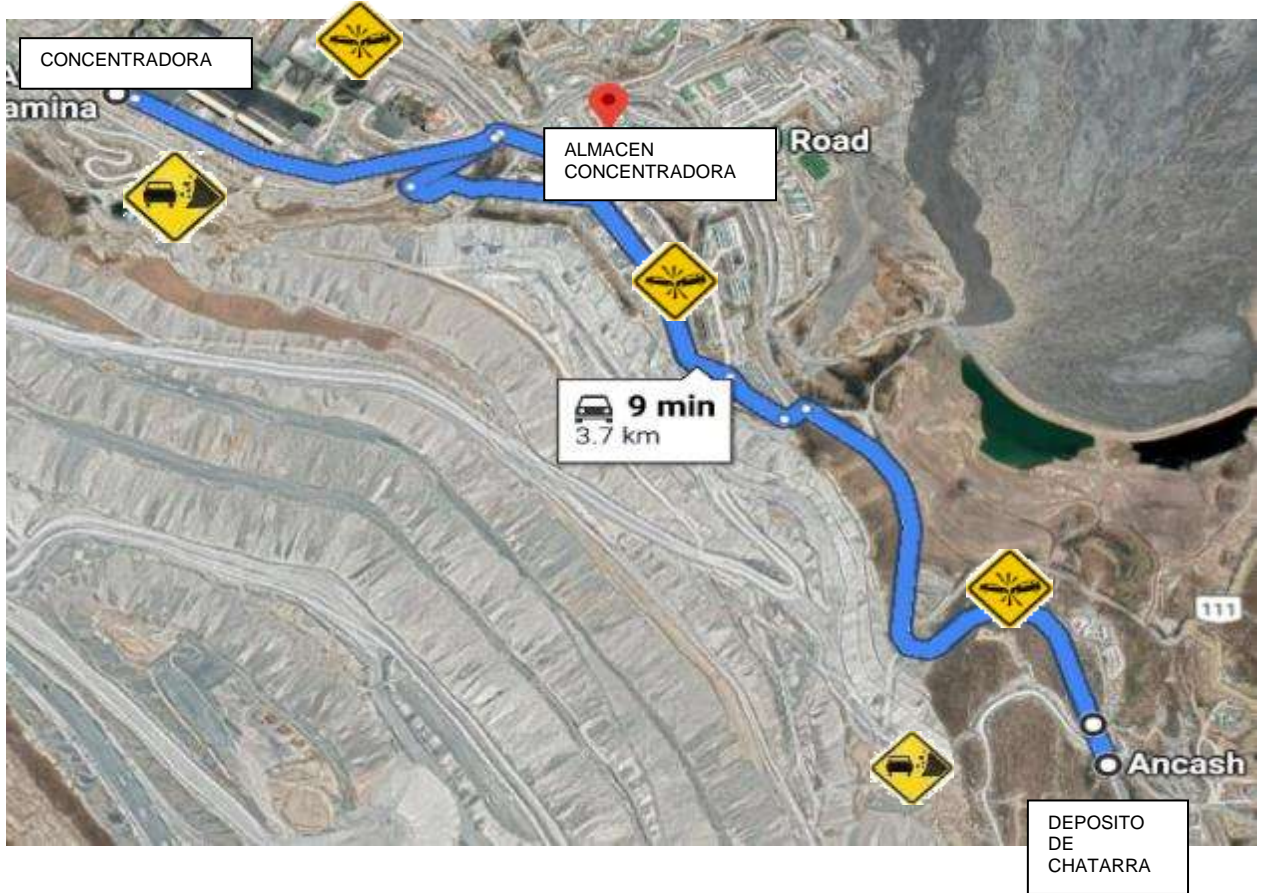 CONCENTRADORA
amina
ALMACEN
CONCENTRADORA
Road
9 min
3.7 km
111
Ancash
DEPOSITO
DE
CHATARRA